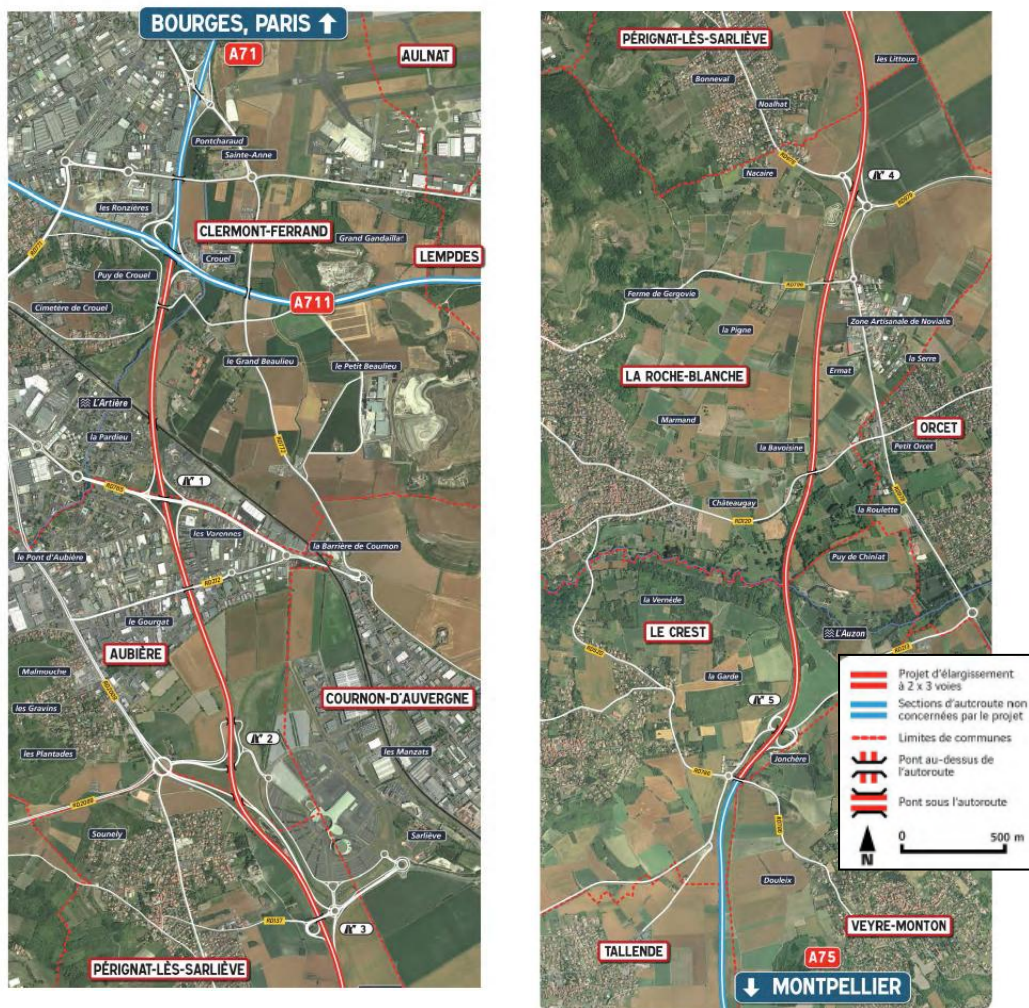 BOURGES, PARIS ↑
A71
AULNAT
Pontcharaud
Sainte-Anne
les Ronzières
CLERMONT-FERRAND
Grand Gandaillat
LEMPDES
Crouel
Puy de Crouel
A711
Cimetière de Crouel
le Grand Beaulieu
le Petit Beaulieu
L'Artière
la Pardieu
N° 1
RD765
RD772
les Varennes
la Barrière de Cournon
le Pont d'Aubière
RD212
le Gourgat
AUBIÈRE
Malmouche
COURNON-D'AUVERGNE
les Gravins
N° 2
les Manzats
les Plantades
Sounely
Sarliève
RD137
N° 3
PÉRIGNAT-LÈS-SARLIÈVE
PÉRIGNAT-LÈS-SARLIÈVE
les Littoux
Bonneval
Noalhat
Nacaire
N° 4
Ferme de Gergovie
la Pigne
Zone Artisanale de Novialle
la Serre
LA ROCHE-BLANCHE
Ermat
Marmand
ORCET
la Bavoisine
Petit Orcet
Châteaugay
RD120
la Roulette
Puy de Chiniat
la Vernède
LE CREST
L'Auzon
la Garde
N° 5
Jonchère
Douleix
VEYRE-MONTON
TALLENDE
A75
↓ MONTPELLIER
Projet d'élargissement
à 2 x 3 voies
Sections d'autoroute non
concernées par le projet
Limites de communes
Pont au-dessus de
l'autoroute
Pont sous l'autoroute
0 500 m
N